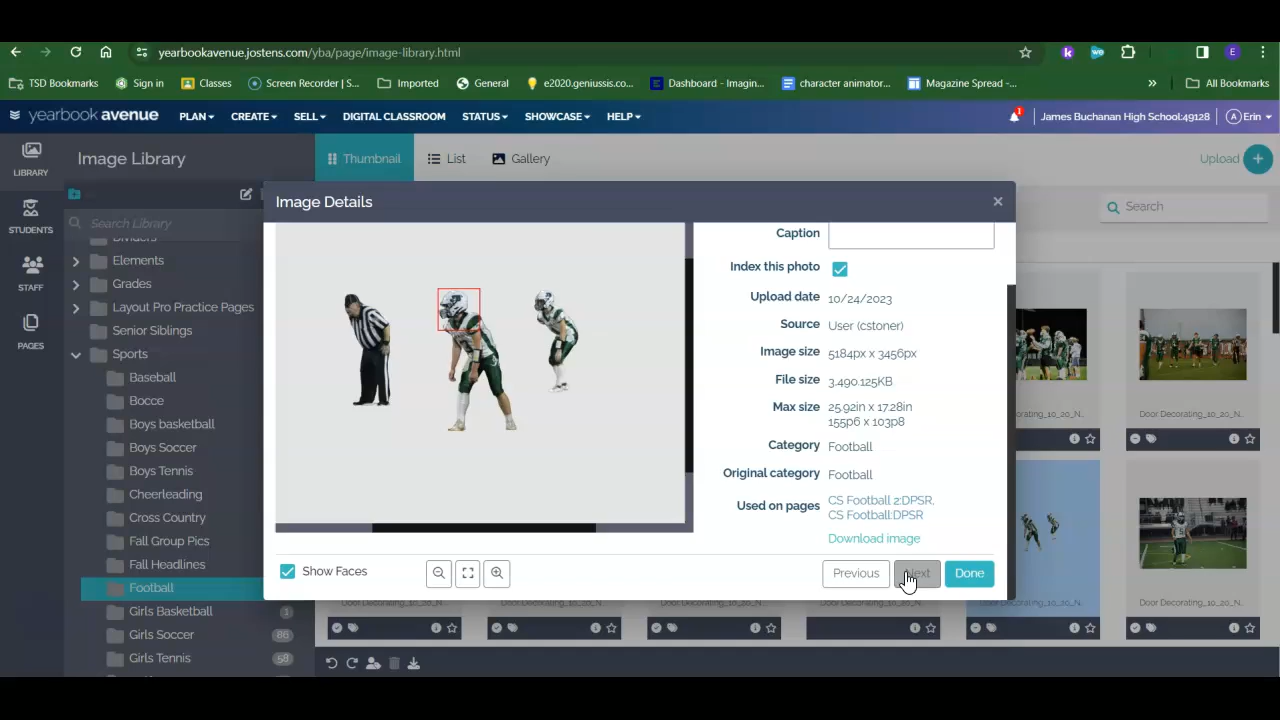 yearbookavenue.jostens.com/yba/page/image-library.html
TSD Bookmarks
Sign in
Classes
Screen Recorder | S...
Imported
General
e2020.geniussis.co...
Dashboard - Imagin...
character animator...
Magazine Spread -...
»
All Bookmarks
yearbook avenue
PLAN
CREATE
SELL
DIGITAL CLASSROOM
STATUS
SHOWCASE
HELP
1
James Buchanan High School:49128
A
Erin
LIBRARY
STUDENTS
STAFF
PAGES
Image Library
Thumbnail
List
Gallery
Upload
Search Library
Search
Dividers
Elements
Grades
Layout Pro Practice Pages
Senior Siblings
Sports
Baseball
Bocce
Boys basketball
Boys Soccer
Boys Tennis
Cheerleading
Cross Country
Fall Group Pics
Fall Headlines
Football
Girls Basketball 1
Girls Soccer 86
Girls Tennis 58
Image Details
Caption
Index this photo
Upload date 10/24/2023
Source User (cstoner)
Image size 5184px x 3456px
File size 3,490.125KB
Max size 25.92in x 17.28in
155p6 x 103p8
Category Football
Original category Football
Used on pages CS Football 2:DPSR,
CS Football:DPSR
Download image
Show Faces
Previous
Next
Done
Door Decorating_10_20_N...